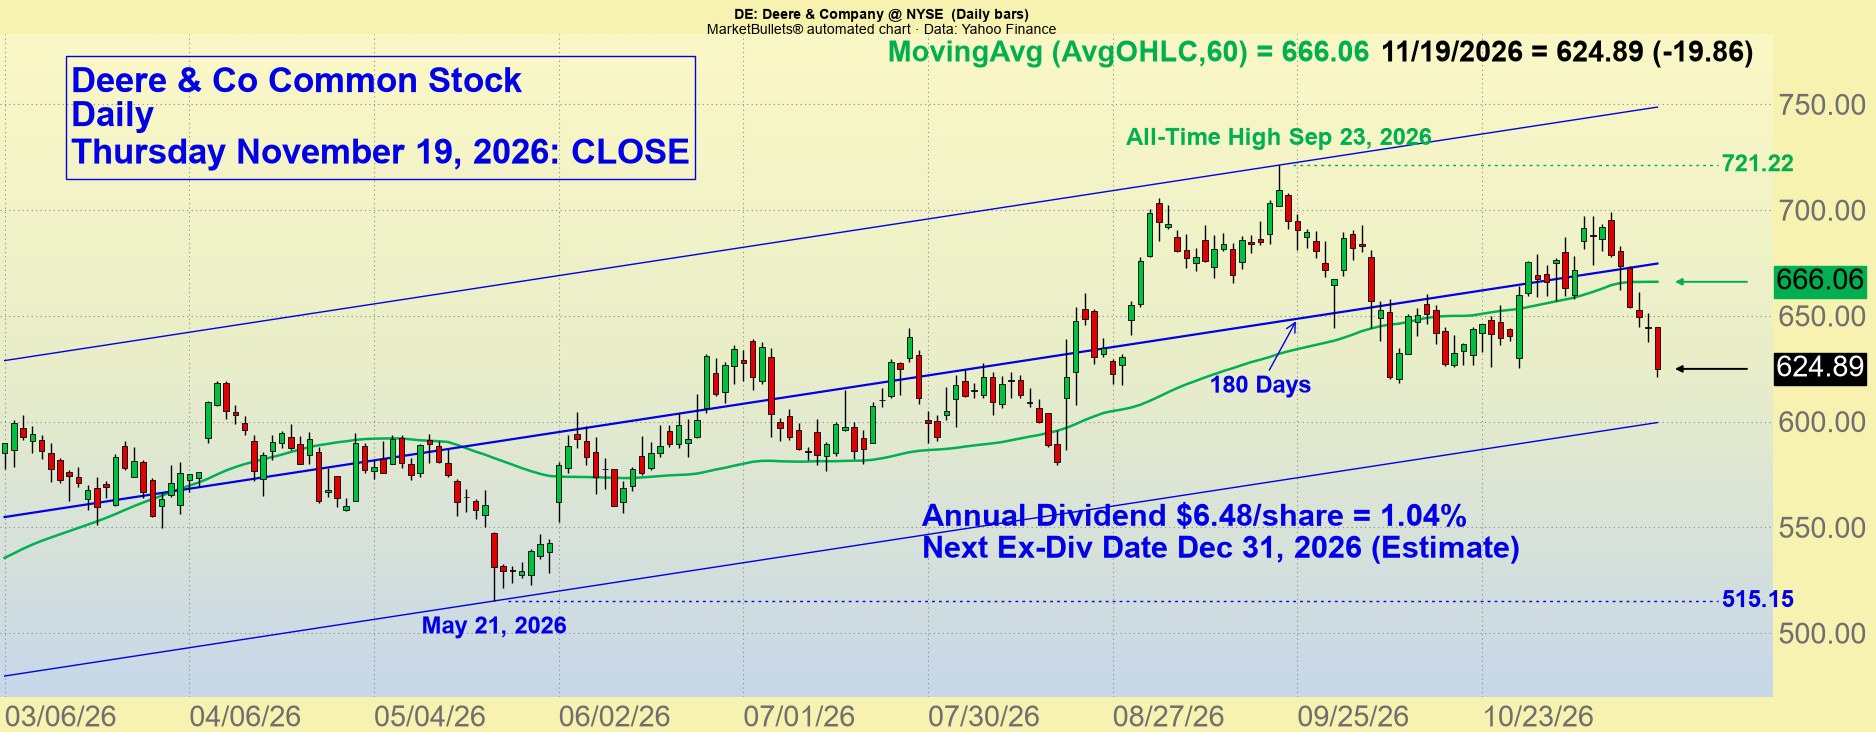 DE: Deere & Company @ NYSE  (Daily bars)
MarketBullets® automated chart · Data: Yahoo Finance
MovingAvg (AvgOHLC,60) = 666.06  11/19/2026 = 624.89 (-19.86)
Deere & Co Common Stock
Daily
Thursday November 19, 2026: CLOSE
750.00
All-Time High Sep 23, 2026
721.22
700.00
666.06
650.00
624.89
180 Days
600.00
Annual Dividend $6.48/share = 1.04%
550.00
Next Ex-Div Date Dec 31, 2026 (Estimate)
515.15
May 21, 2026
500.00
03/06/26 04/06/26 05/04/26 06/02/26 07/01/26 07/30/26 08/27/26 09/25/26 10/23/26